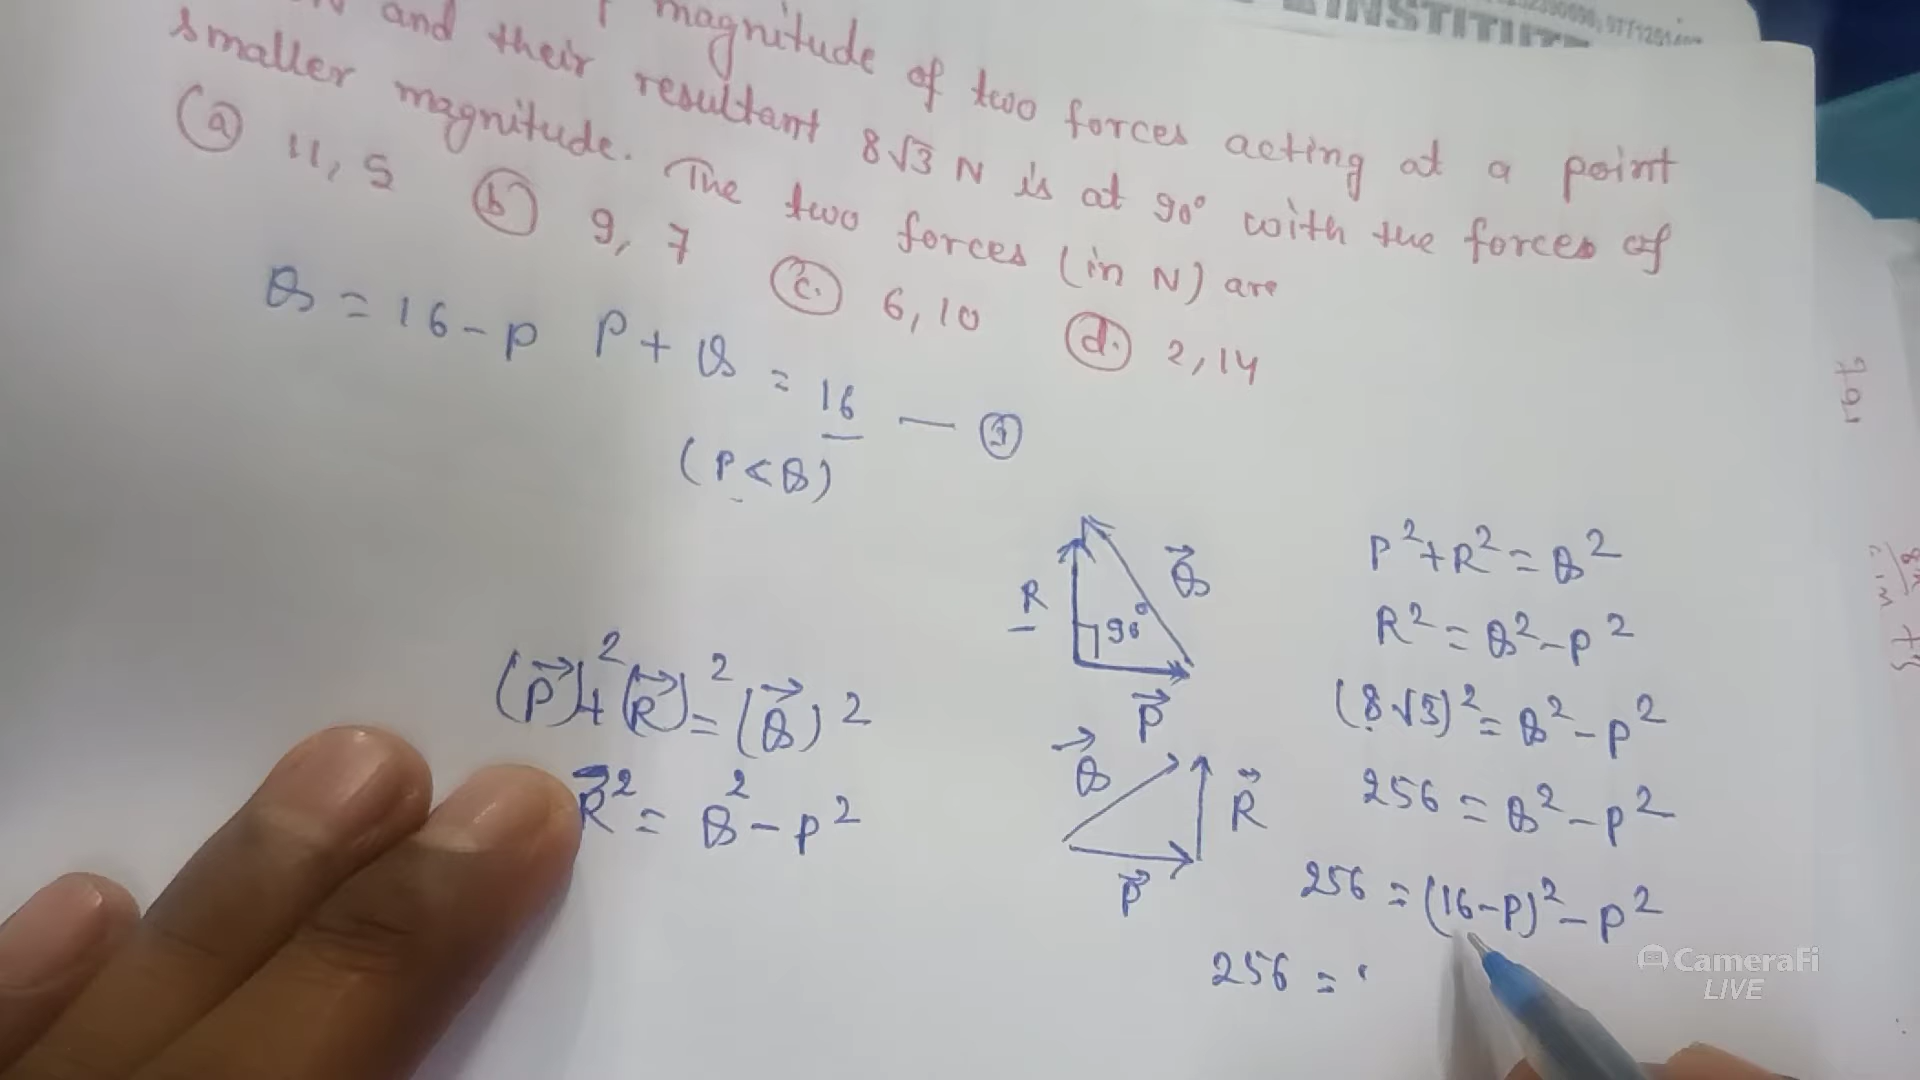 INSTITUTE
magnitude of two forces acting at a point
and their resultant 8√3 N is at 90° with the forces of
smaller magnitude. The two forces (in N) are
(a) 11, 5 (b) 9, 7 (c.) 6, 10 (d.) 2, 14
Q = 16 - P P + Q = 16 — (1)
(P < Q)
R 90° Q⃗
P⃗
Q⃗ R⃗
P⃗
(P⃗)² + (R⃗)² = (Q⃗)²
R⃗² = Q² - P²
P² + R² = Q²
R² = Q² - P²
(8√3)² = Q² - P²
256 = Q² - P²
256 = (16-P)² - P²
256 =
CameraFi
LIVE